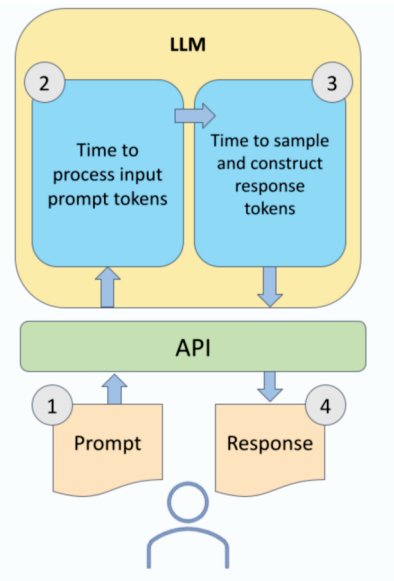 LLM
2
Time to
process input
prompt tokens
3
Time to sample
and construct
response
tokens
API
1
Prompt
4
Response